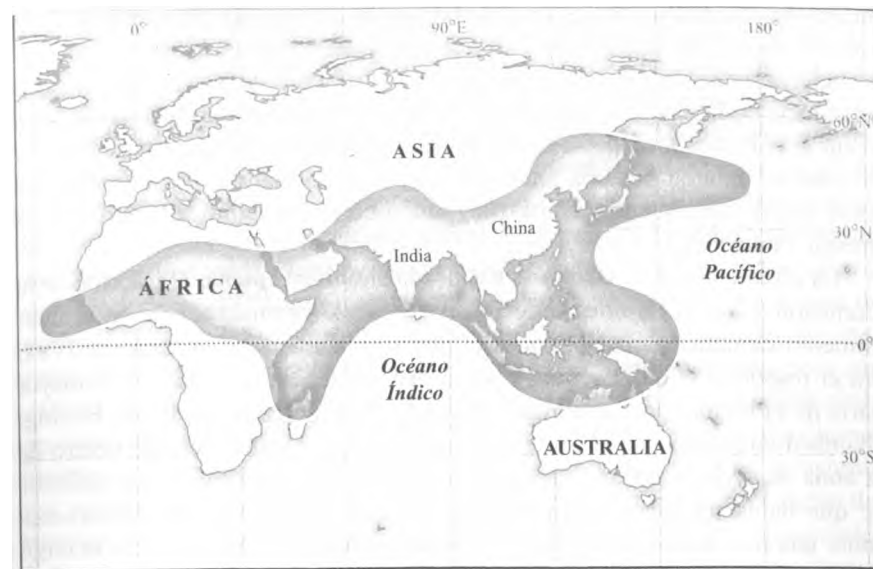 0°
90°E
180°
60°N
ASIA
China
30°N
India
Océano
Pacífico
ÁFRICA
0°
Océano
Índico
AUSTRALIA
30°S